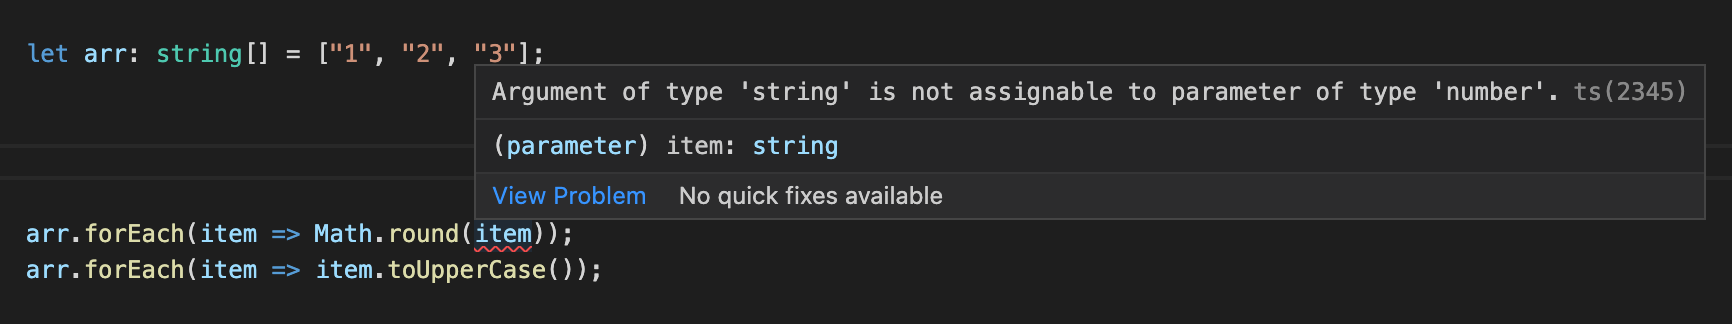 let arr: string[] = ["1", "2", "3"];
Argument of type 'string' is not assignable to parameter of type 'number'. ts(2345)
(parameter) item: string
View Problem No quick fixes available
arr.forEach(item => Math.round(item));
arr.forEach(item => item.toUpperCase());